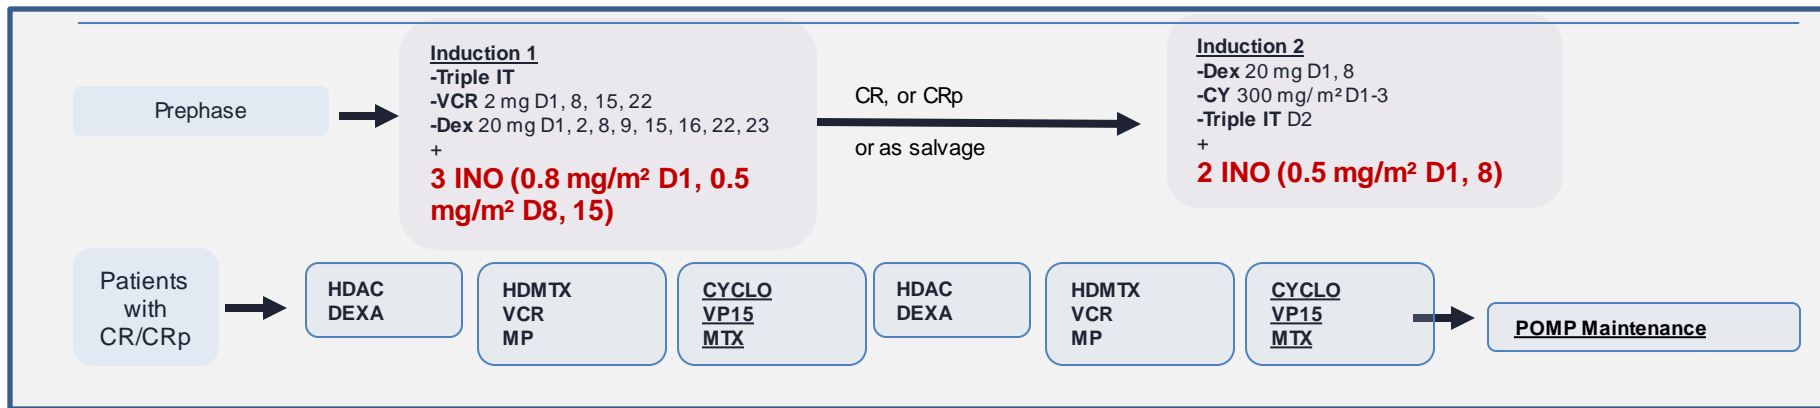 Prephase
Induction 1
-Triple IT
-VCR 2 mg D1, 8, 15, 22
-Dex 20 mg D1, 2, 8, 9, 15, 16, 22, 23
+
3 INO (0.8 mg/m² D1, 0.5
mg/m² D8, 15)
CR, or CRp
or as salvage
Induction 2
-Dex 20 mg D1, 8
-CY 300 mg/ m² D1-3
-Triple IT D2
+
2 INO (0.5 mg/m² D1, 8)
Patients
with
CR/CRp
HDAC
DEXA
HDMTX
VCR
MP
CYCLO
VP15
MTX
HDAC
DEXA
HDMTX
VCR
MP
CYCLO
VP15
MTX
POMP Maintenance